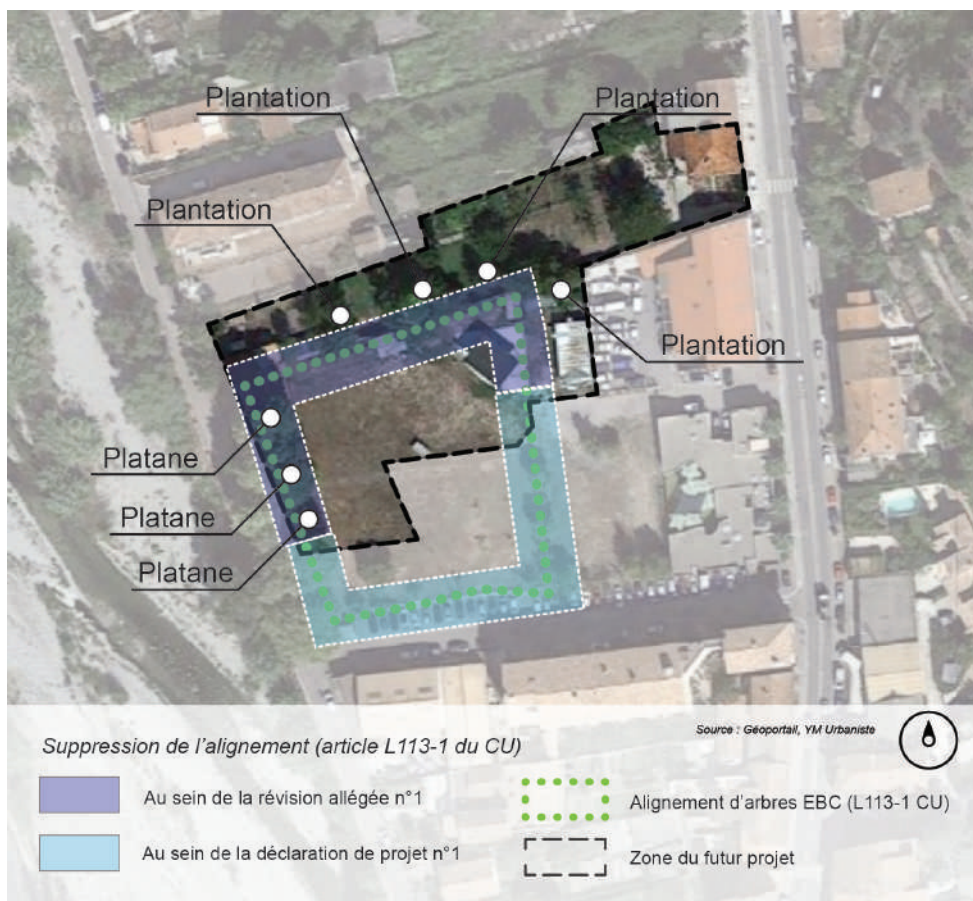 Plantation
Plantation
Plantation
Plantation
Platane
Platane
Platane
Source : Géoportail, YM Urbaniste
Suppression de l'alignement (article L113-1 du CU)
Au sein de la révision allégée n°1
Alignement d'arbres EBC (L113-1 CU)
Au sein de la déclaration de projet n°1
Zone du futur projet